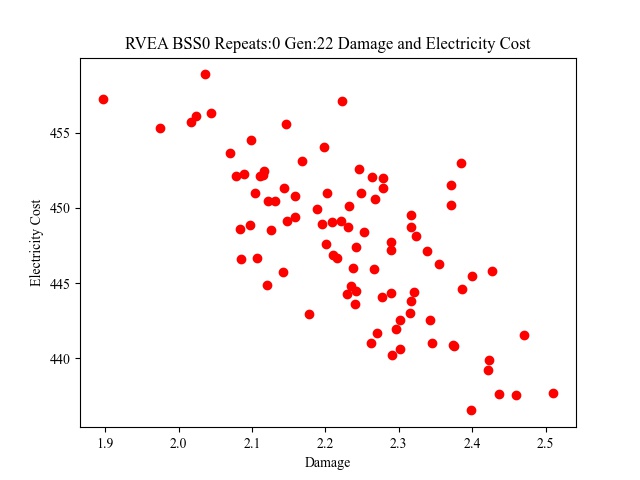 RVEA BSS0 Repeats:0 Gen:22 Damage and Electricity Cost
455
450
445
440
Electricity Cost
1.9 2.0 2.1 2.2 2.3 2.4 2.5
Damage